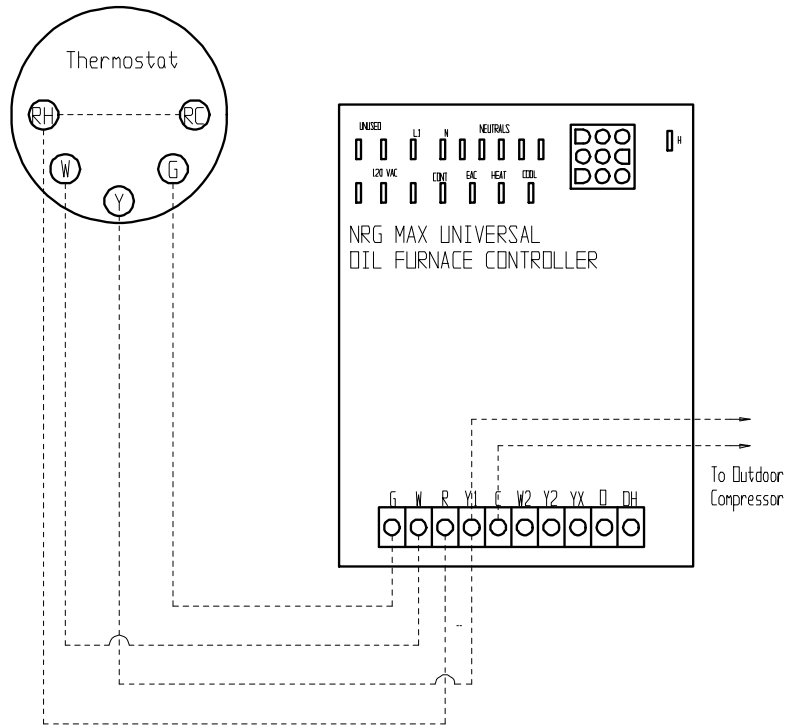 Thermostat
RH
RC
W
G
Y
UNUSED
L1
N
NEUTRALS
H
120 VAC
CONT
EAC
HEAT
COOL
NRG MAX UNIVERSAL
OIL FURNACE CONTROLLER
To Outdoor
Compressor
G W R Y1 C W2 Y2 YX O DH